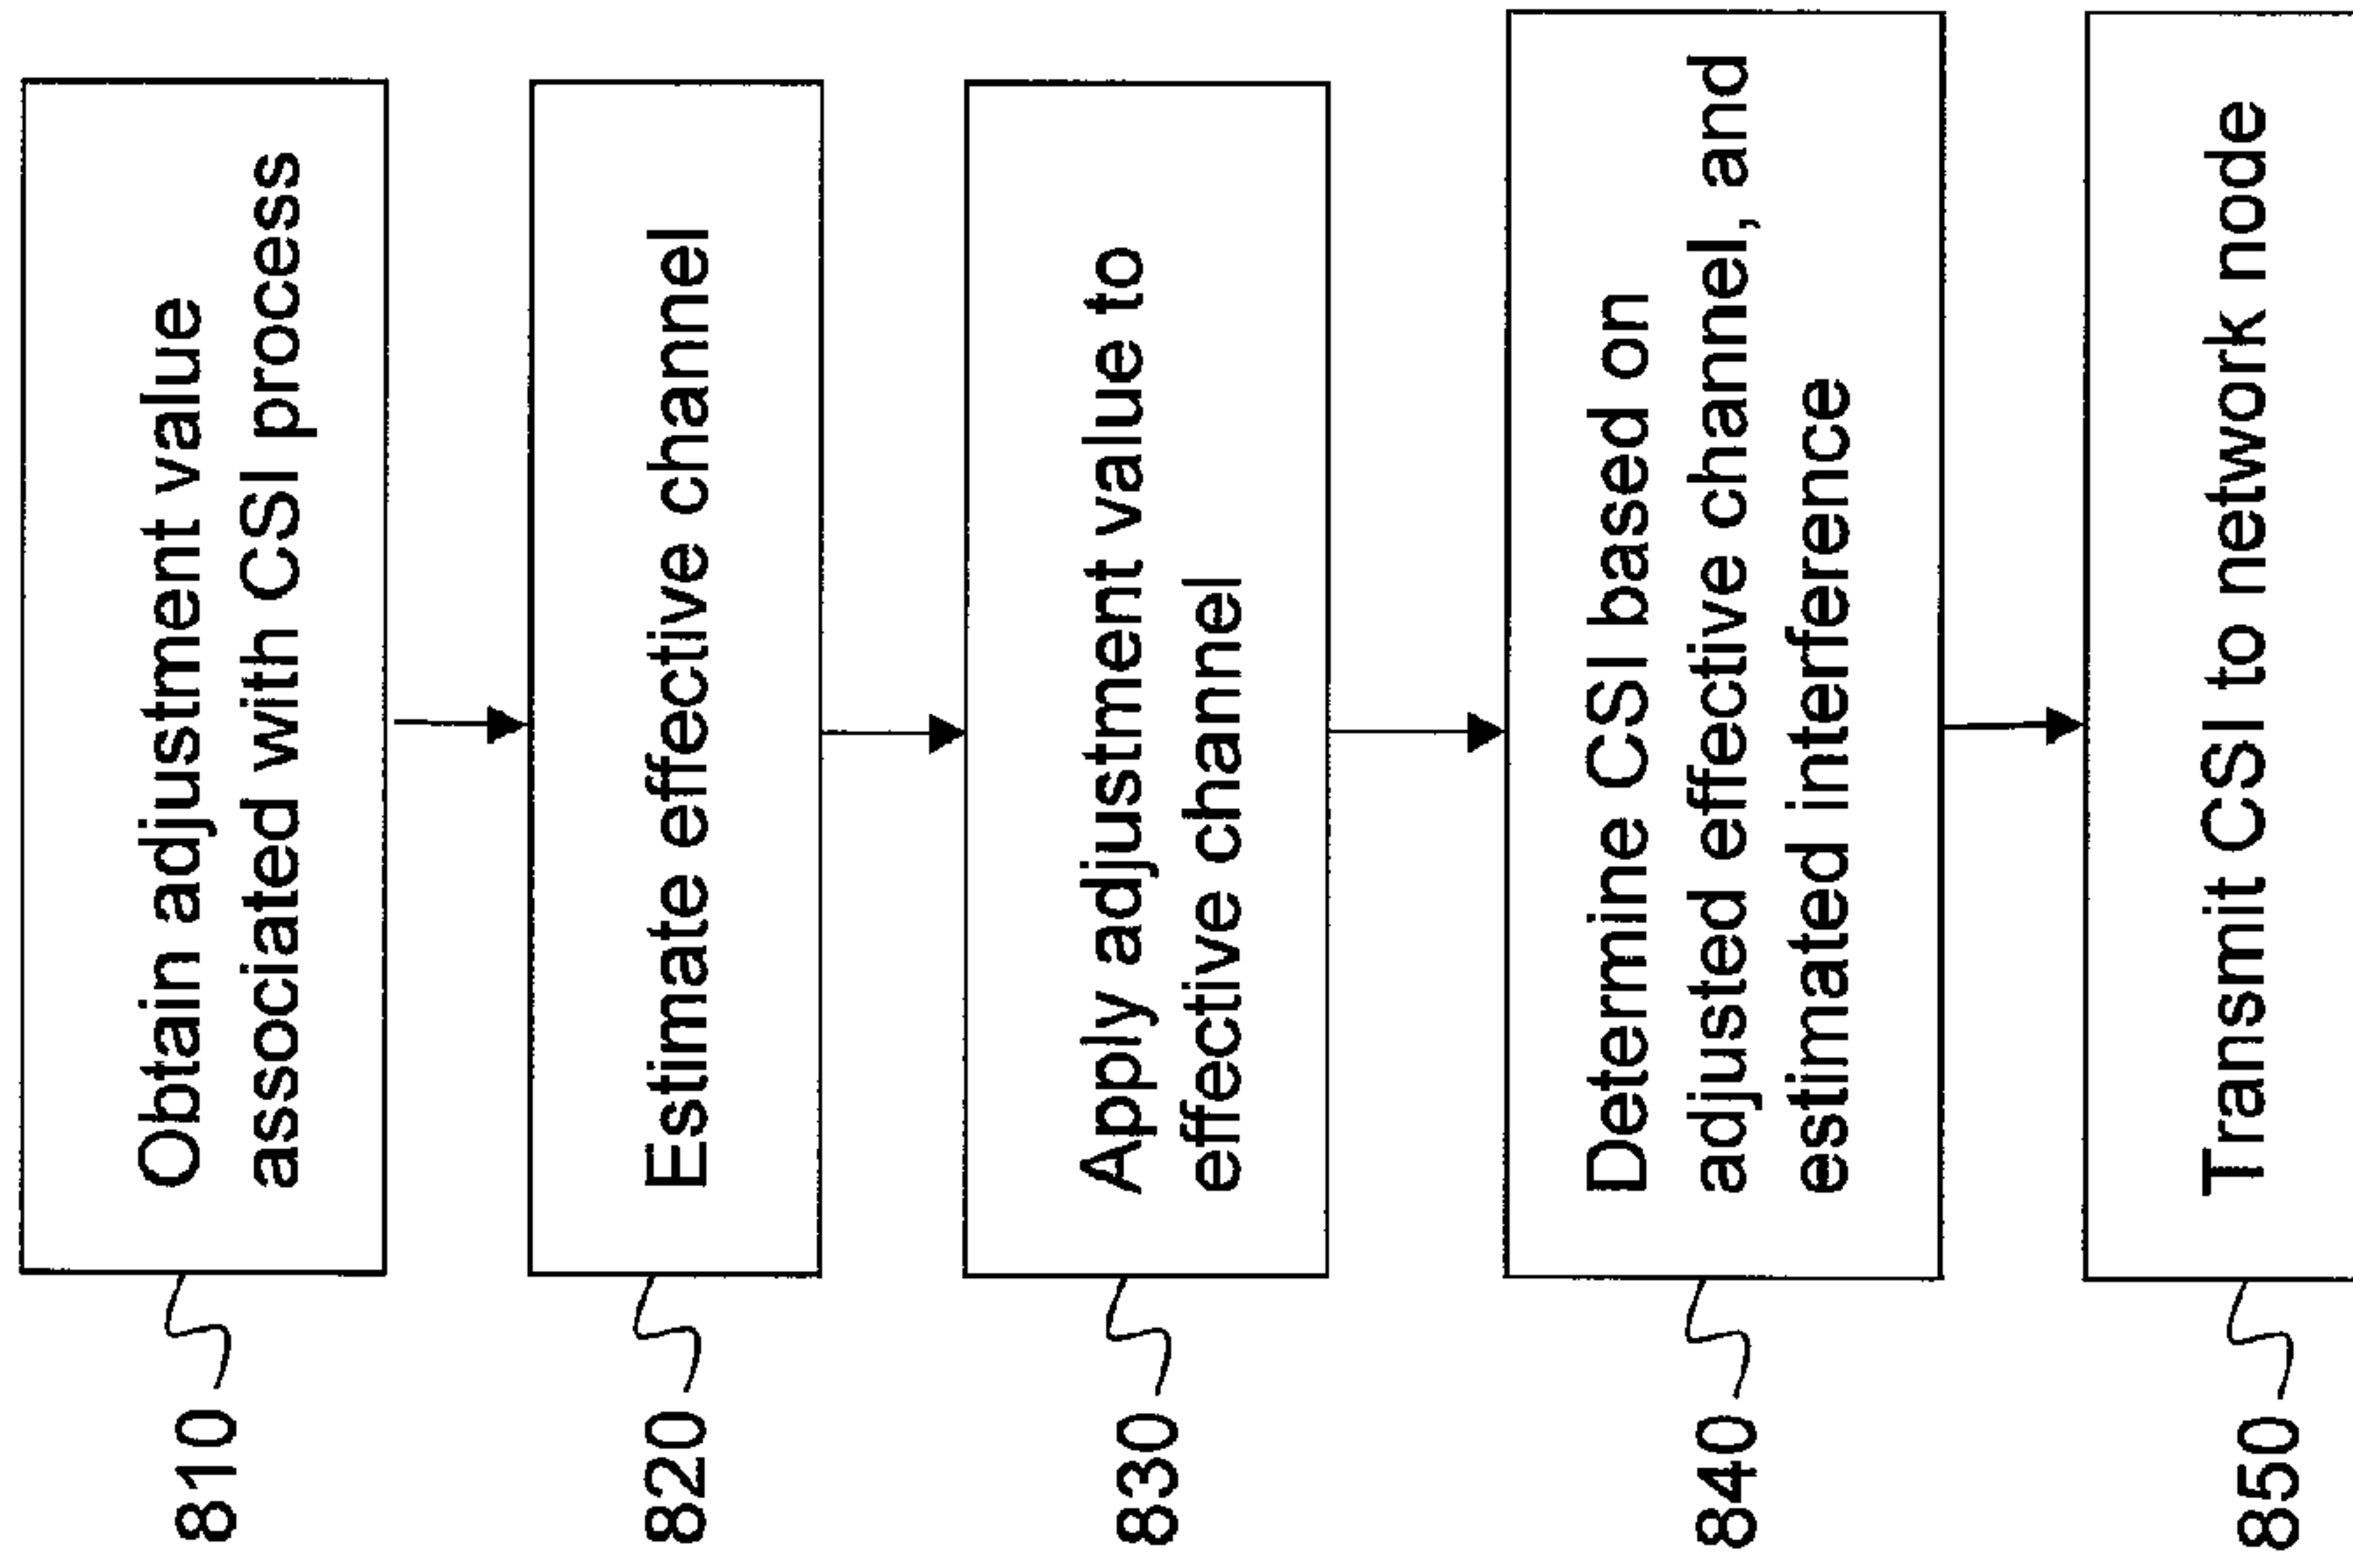 810
Obtain adjustment value
associated with CSI process
820
Estimate effective channel
830
Apply adjustment value to
effective channel
840
Determine CSI based on
adjusted effective channel, and
estimated interference
850
Transmit CSI to network node